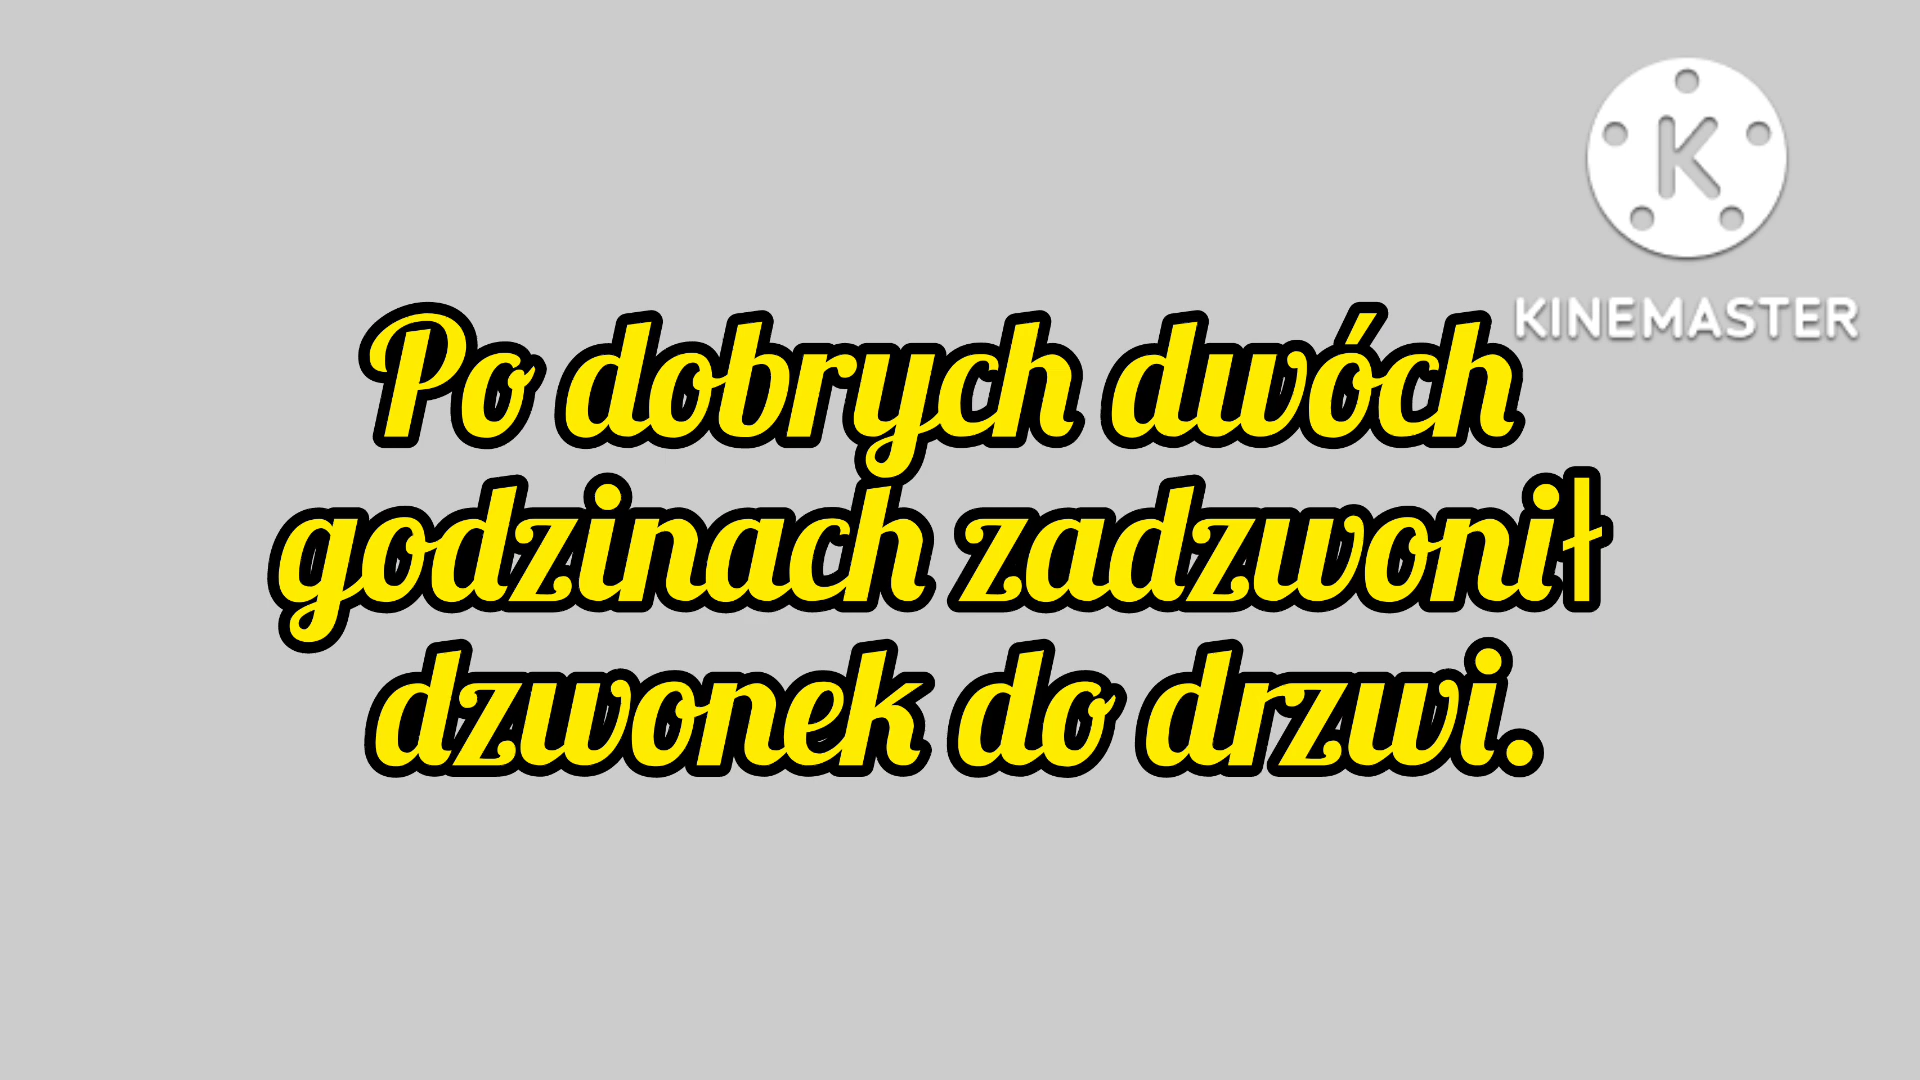 KINEMASTER
Po dobrych dwóch
godzinach zadzwonił
dzwonek do drzwi.